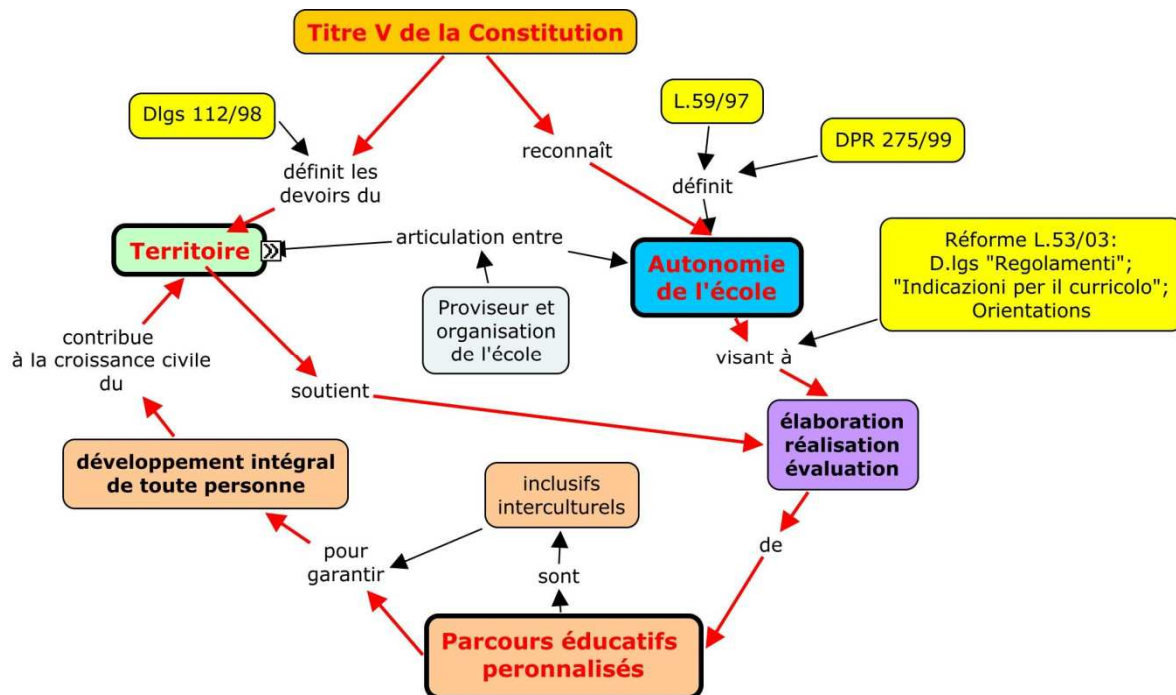 Titre V de la Constitution
Dlgs 112/98
L.59/97
DPR 275/99
reconnaît
définit les
devoirs du
définit
Territoire
articulation entre
Autonomie
de l'école
Réforme L.53/03:
D.lgs "Regolamenti";
"Indicazioni per il curricolo";
Orientations
Proviseur et
organisation
de l'école
contribue
à la croissance civile
du
visant à
soutient
élaboration
réalisation
évaluation
développement intégral
de toute personne
inclusifs
interculturels
pour
garantir
sont
de
Parcours éducatifs
peronnalisés